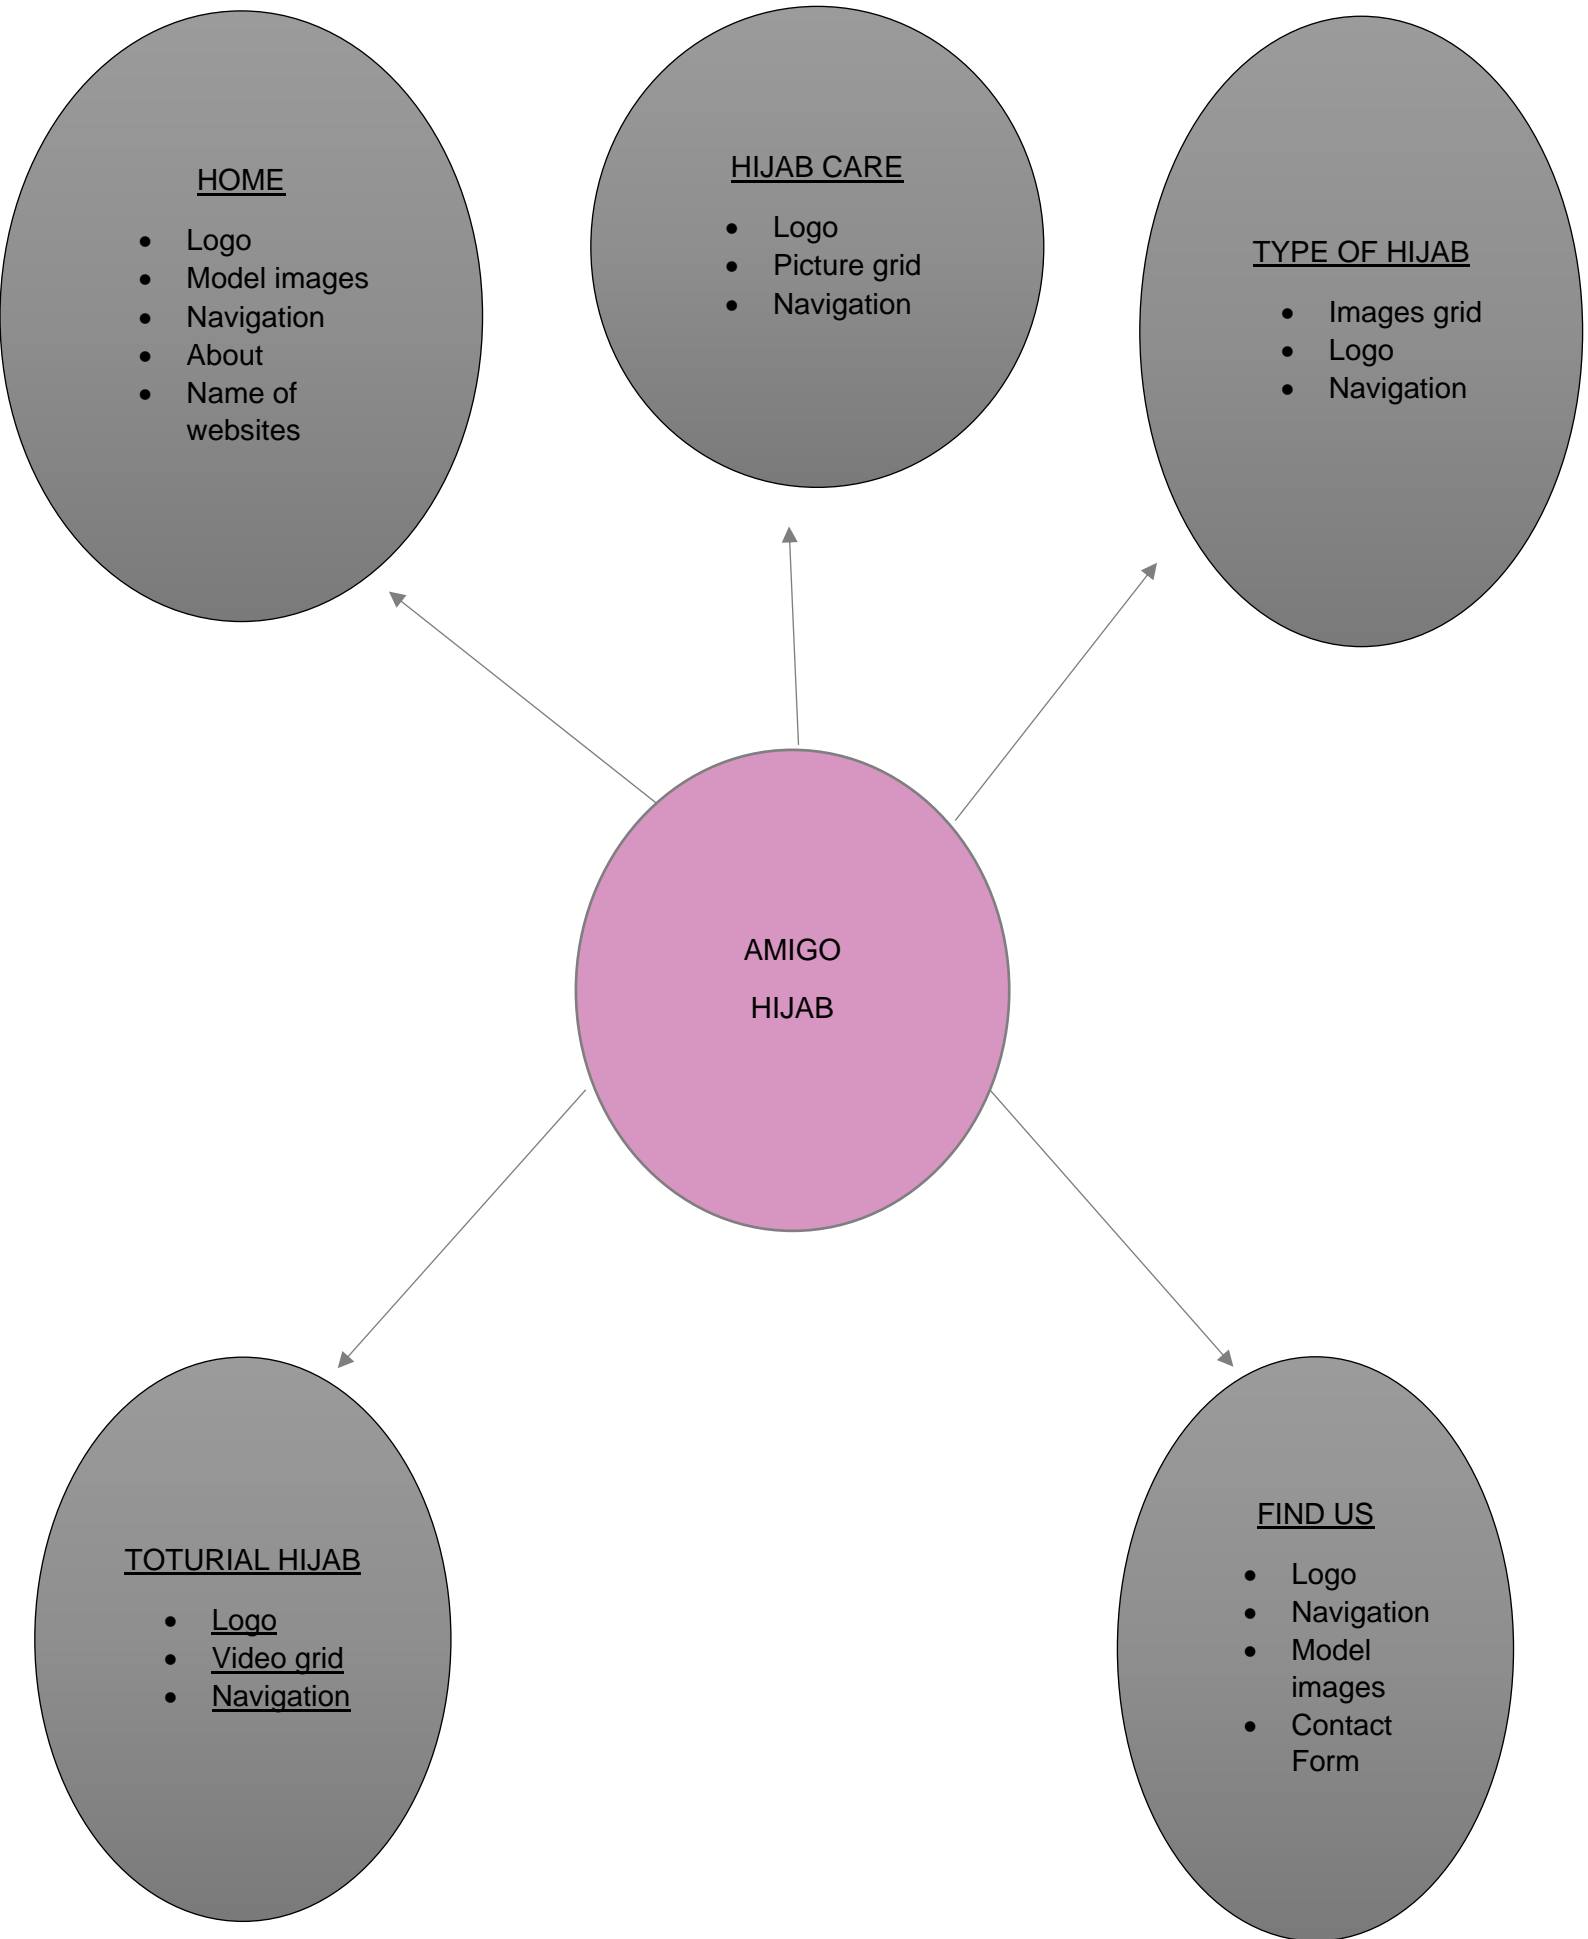 HOME
• Logo
• Model images
• Navigation
• About
• Name of
websites
HIJAB CARE
• Logo
• Picture grid
• Navigation
TYPE OF HIJAB
• Images grid
• Logo
• Navigation
AMIGO
HIJAB
TOTURIAL HIJAB
• Logo
• Video grid
• Navigation
FIND US
• Logo
• Navigation
• Model
images
• Contact
Form